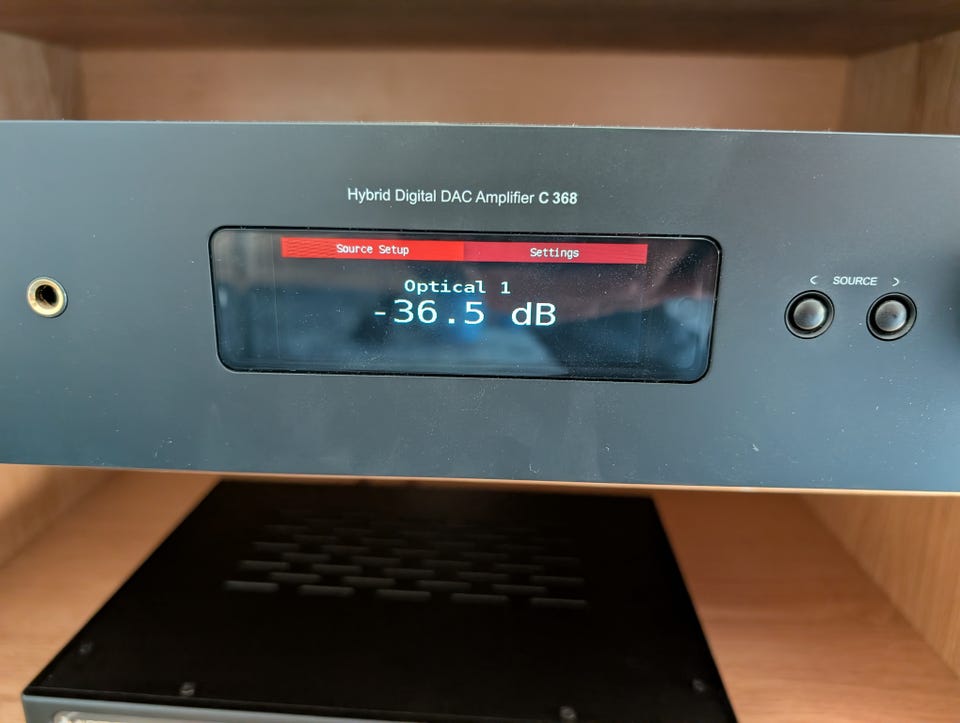 Hybrid Digital DAC Amplifier C 368
Source Setup Settings
Optical 1
-36.5 dB
< SOURCE >